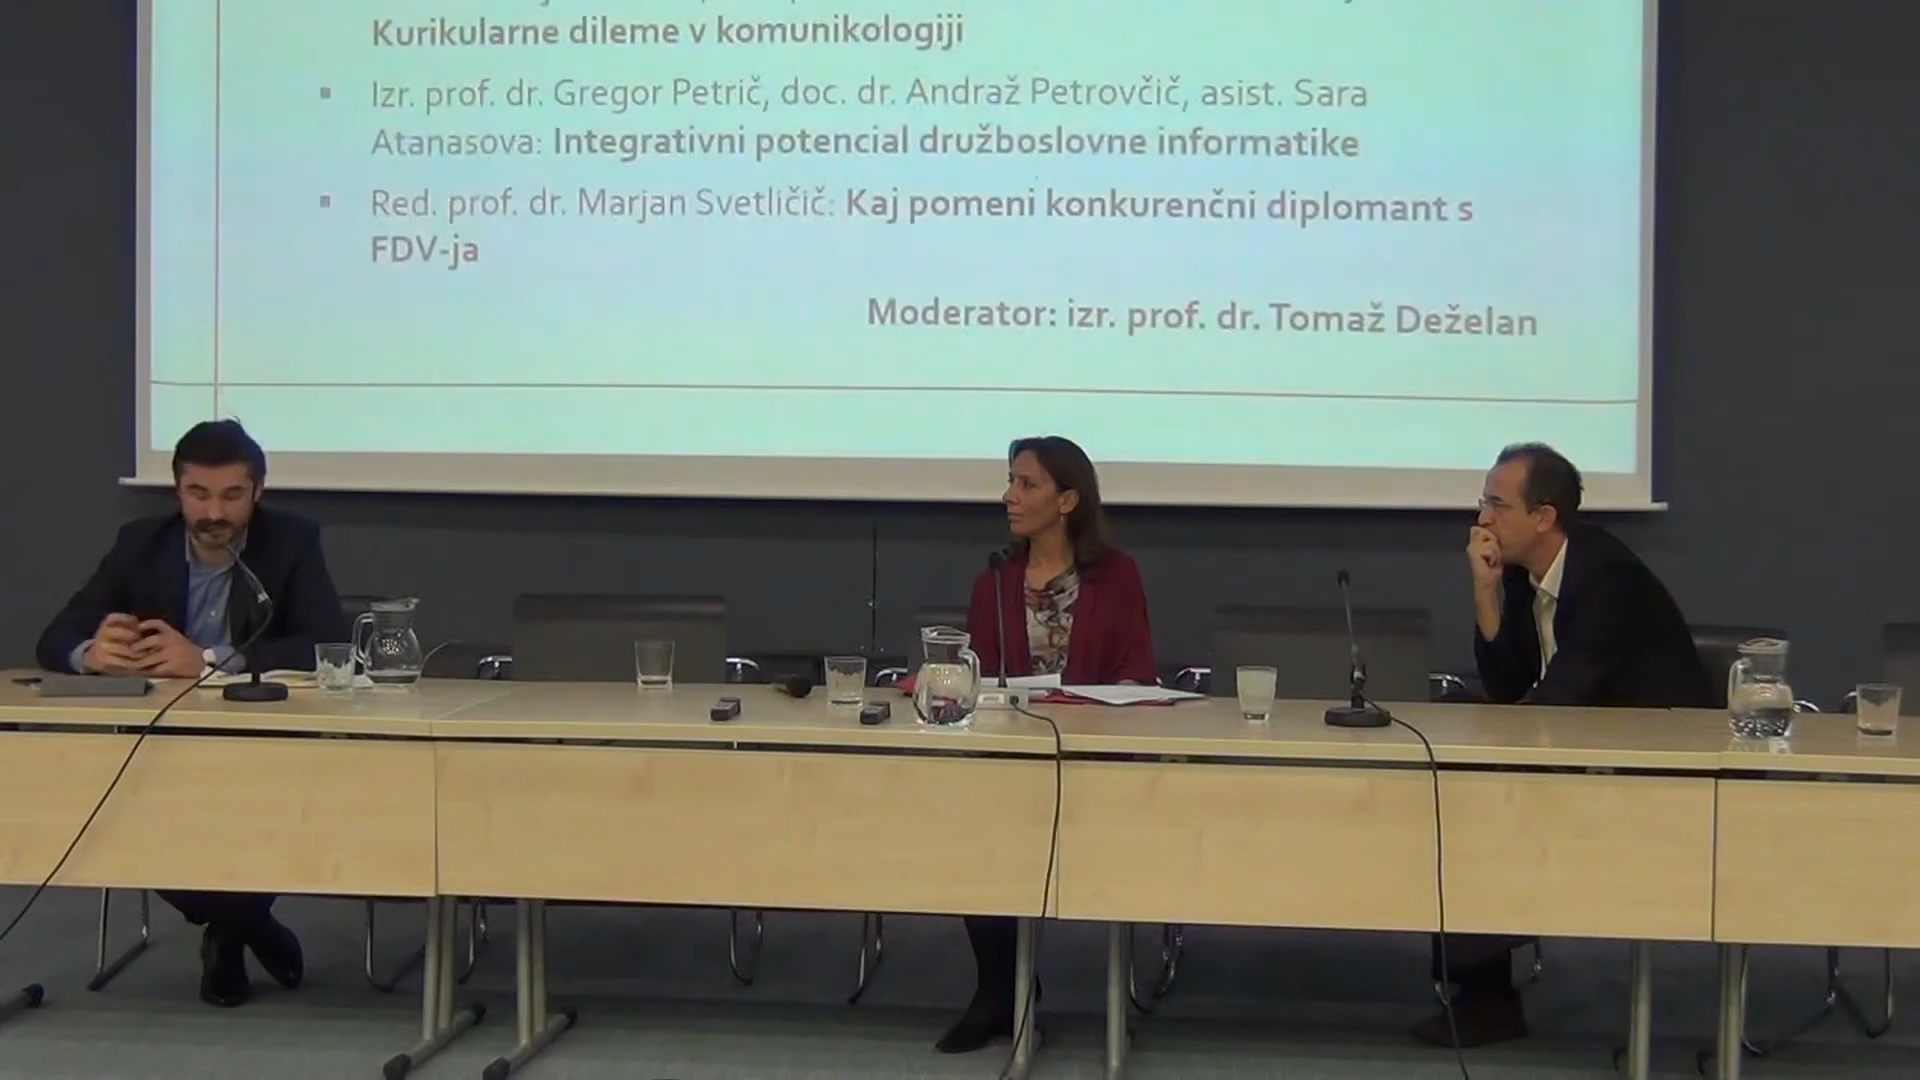 Kurikularne dileme v komunikologiji
Izr. prof. dr. Gregor Petrič, doc. dr. Andraž Petrovčič, asist. Sara
Atanasova: Integrativni potencial družboslovne informatike
Red. prof. dr. Marjan Svetličič: Kaj pomeni konkurenčni diplomant s
FDV-ja
Moderator: izr. prof. dr. Tomaž Deželan